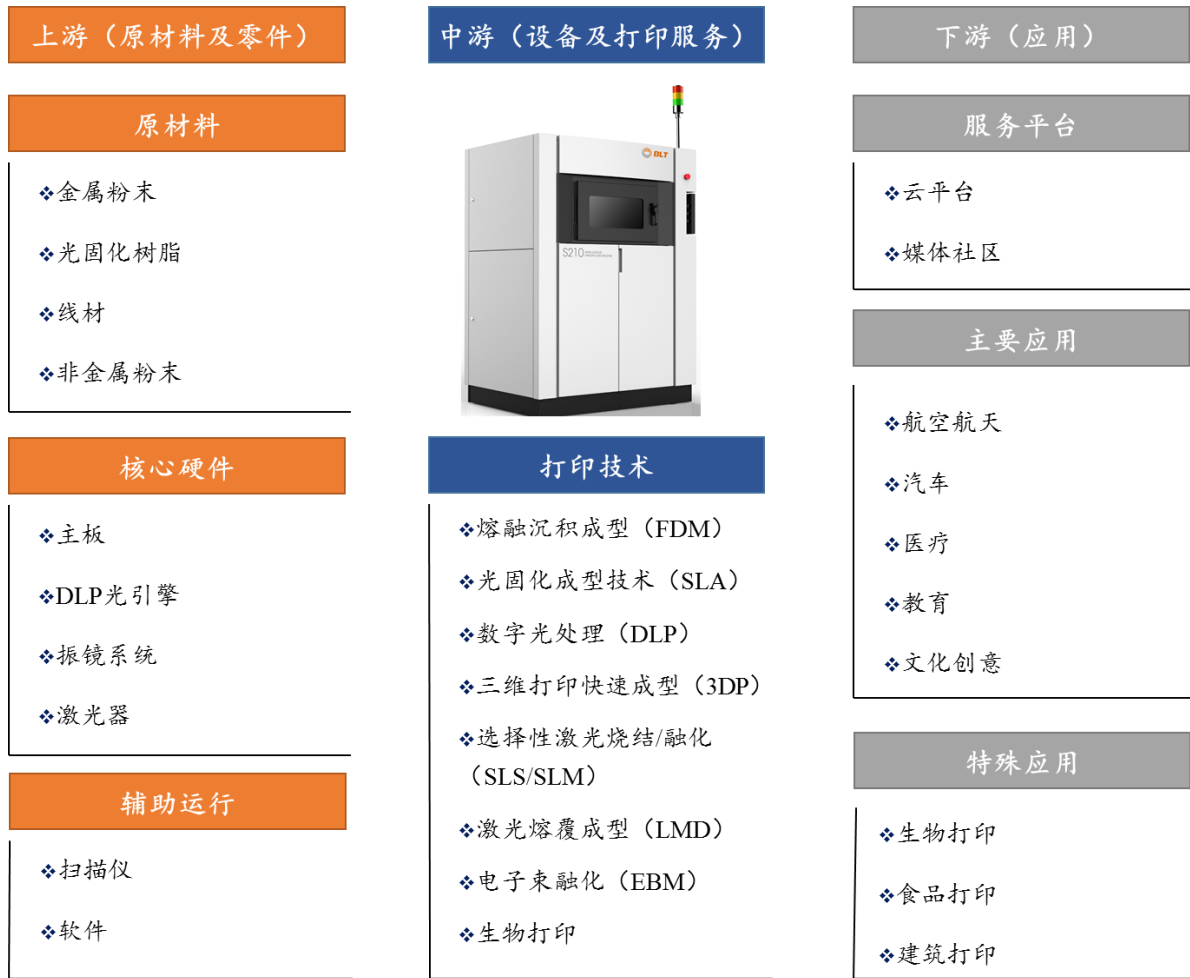 上游（原材料及零件）
原材料
❖金属粉末
❖光固化树脂
❖线材
❖非金属粉末
核心硬件
❖主板
❖DLP光引擎
❖振镜系统
❖激光器
辅助运行
❖扫描仪
❖软件
中游（设备及打印服务）
BLT
S210
打印技术
❖熔融沉积成型（FDM）
❖光固化成型技术（SLA）
❖数字光处理（DLP）
❖三维打印快速成型（3DP）
❖选择性激光烧结/融化
（SLS/SLM）
❖激光熔覆成型（LMD）
❖电子束融化（EBM）
❖生物打印
下游（应用）
服务平台
❖云平台
❖媒体社区
主要应用
❖航空航天
❖汽车
❖医疗
❖教育
❖文化创意
特殊应用
❖生物打印
❖食品打印
❖建筑打印